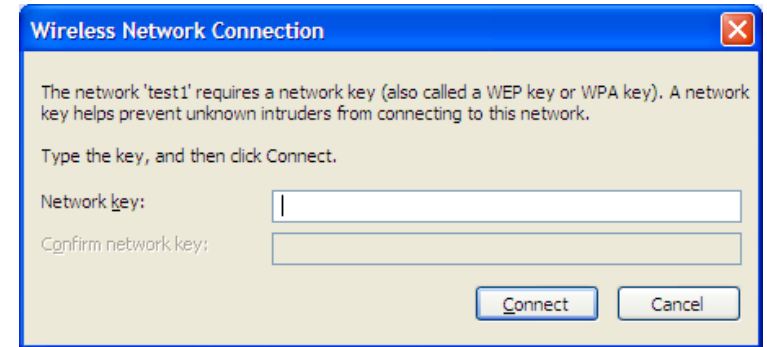 Wireless Network Connection
The network 'test1' requires a network key (also called a WEP key or WPA key). A network
key helps prevent unknown intruders from connecting to this network.
Type the key, and then click Connect.
Network key:
Confirm network key:
Connect Cancel